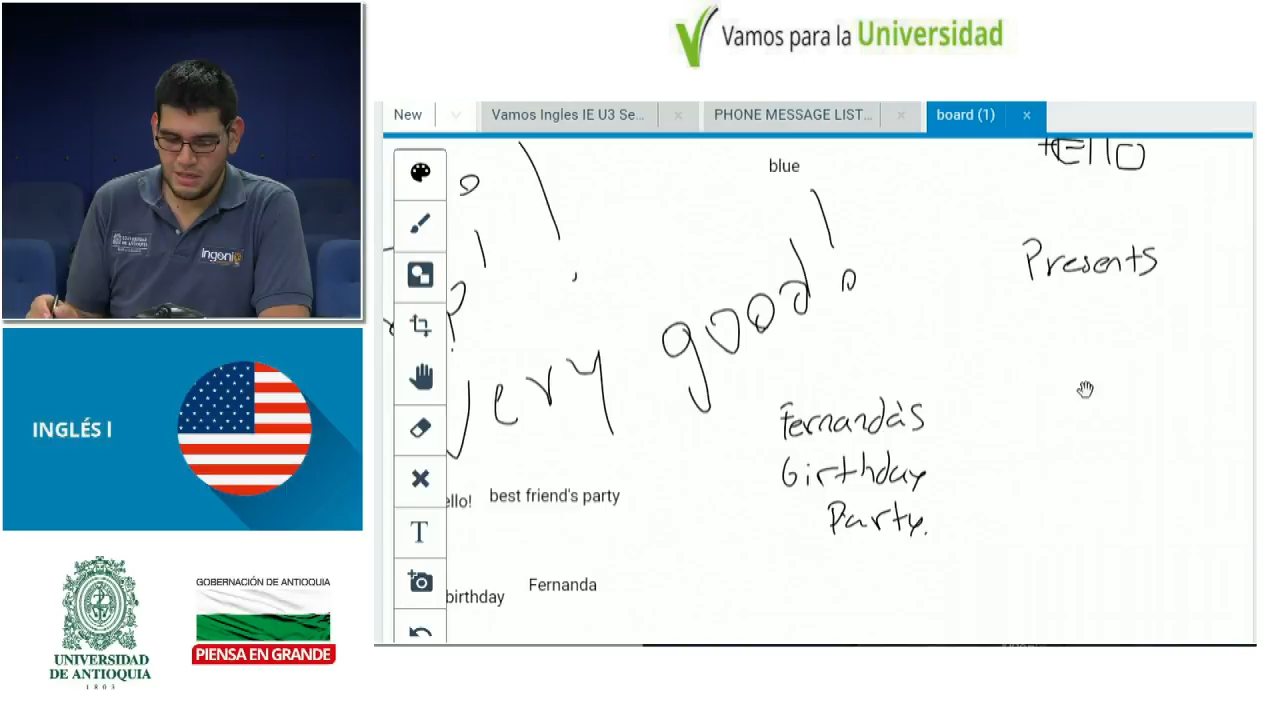 Vamos para la Universidad
New
Vamos Ingles IE U3 Se...
PHONE MESSAGE LIST...
board (1)
blue
Hello
Presents
very good!
Fernanda's
Birthday
Party.
ello!
best friend's party
birthday
Fernanda
T
Ingeni@
INGLÉS I
UNIVERSIDAD
DE ANTIOQUIA
1803
GOBERNACIÓN DE ANTIOQUIA
PIENSA EN GRANDE